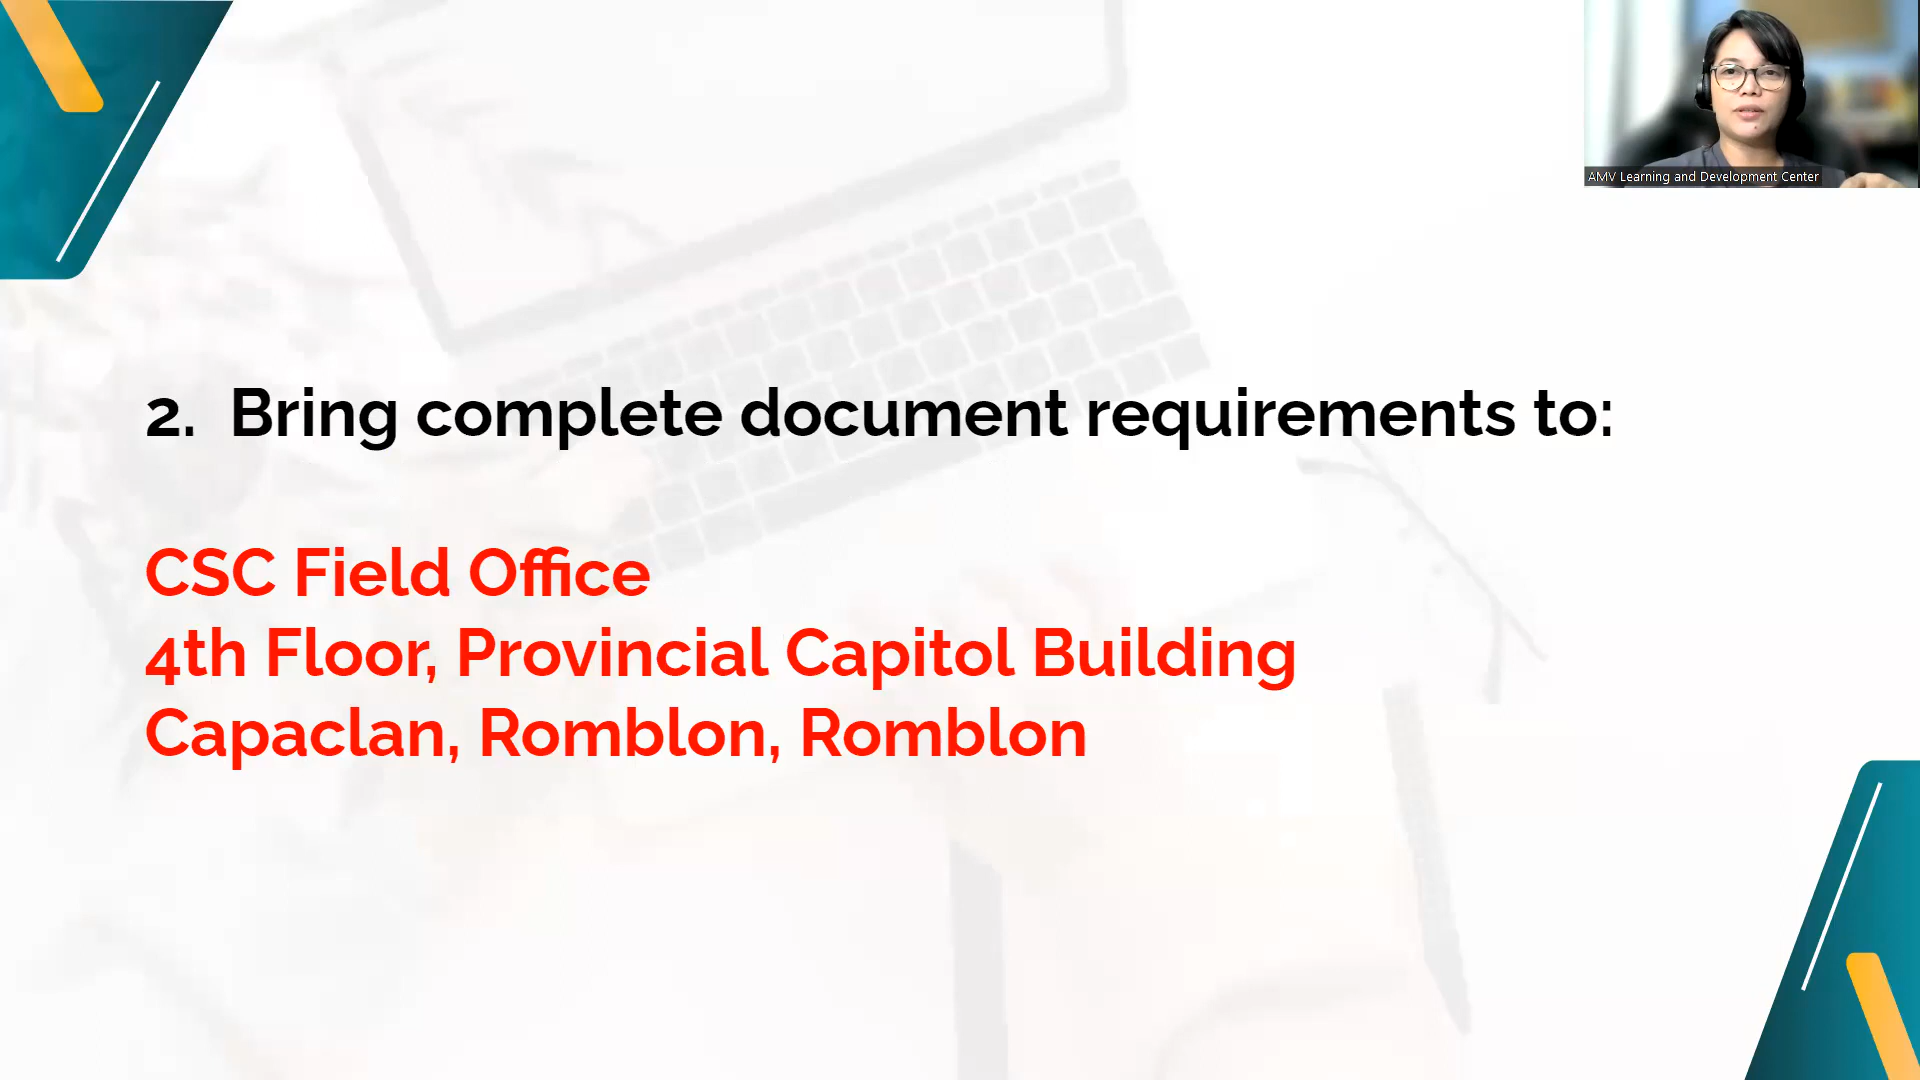 AMV Learning and Development Center
2. Bring complete document requirements to:
CSC Field Office
4th Floor, Provincial Capitol Building
Capaclan, Romblon, Romblon